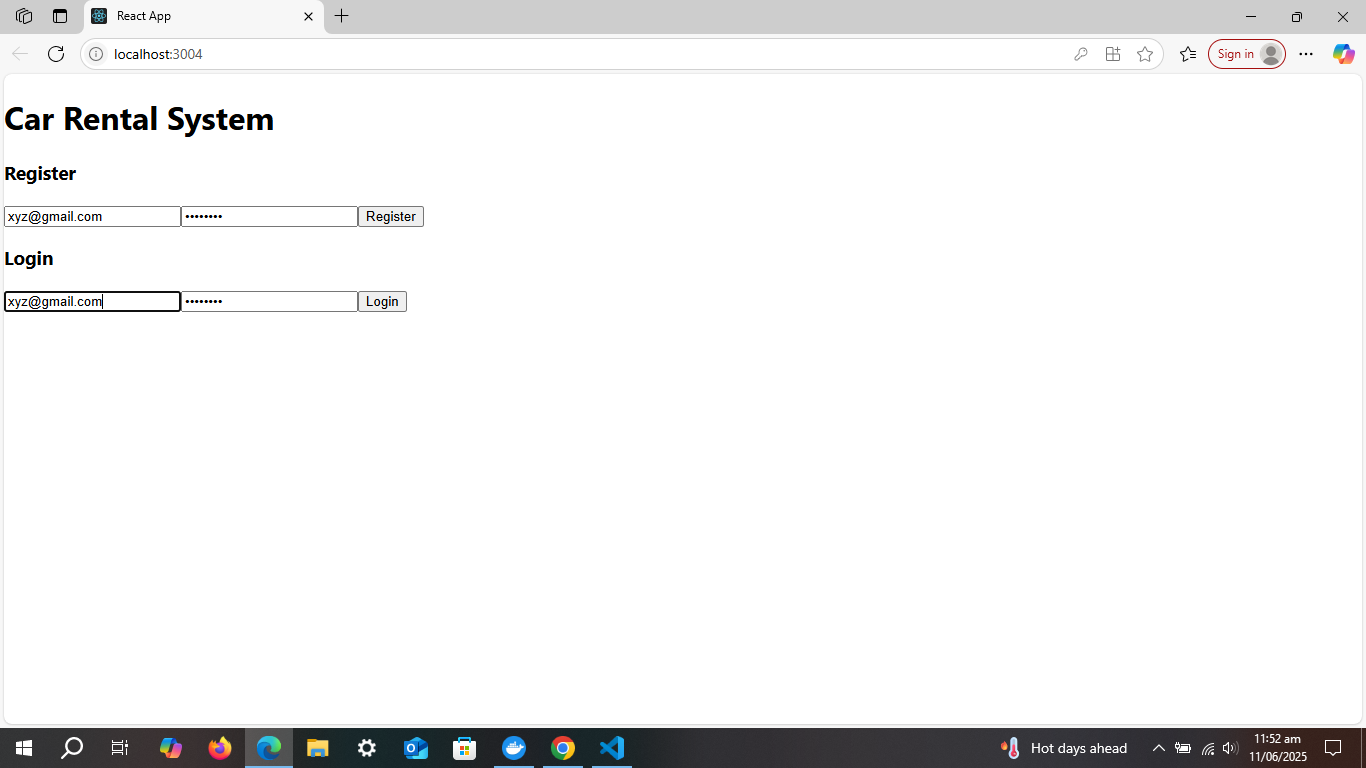 React App
localhost:3004
Sign in
Car Rental System
Register
xyz@gmail.com •••••••• Register
Login
xyz@gmail.com •••••••• Login
Hot days ahead
11:52 am
11/06/2025